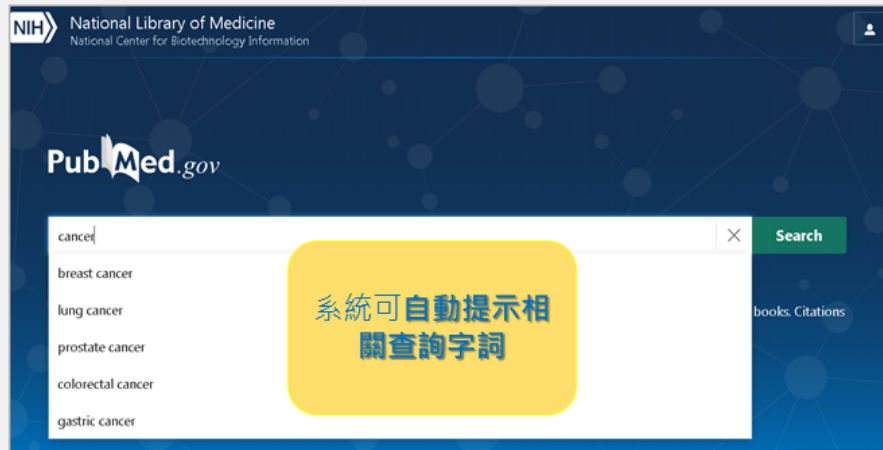 NIH
National Library of Medicine
National Center for Biotechnology Information
PubMed.gov
cancer
Search
breast cancer
lung cancer
prostate cancer
colorectal cancer
gastric cancer
系統可自動提示相
關查詢字詞
books. Citations